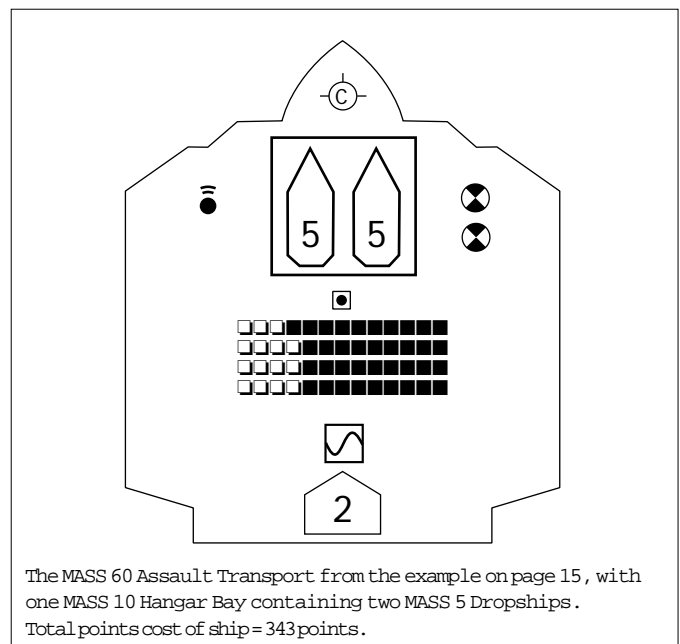 C
5 5
2
The MASS 60 Assault Transport from the example on page 15, with
one MASS 10 Hangar Bay containing two MASS 5 Dropships.
Total points cost of ship = 343 points.